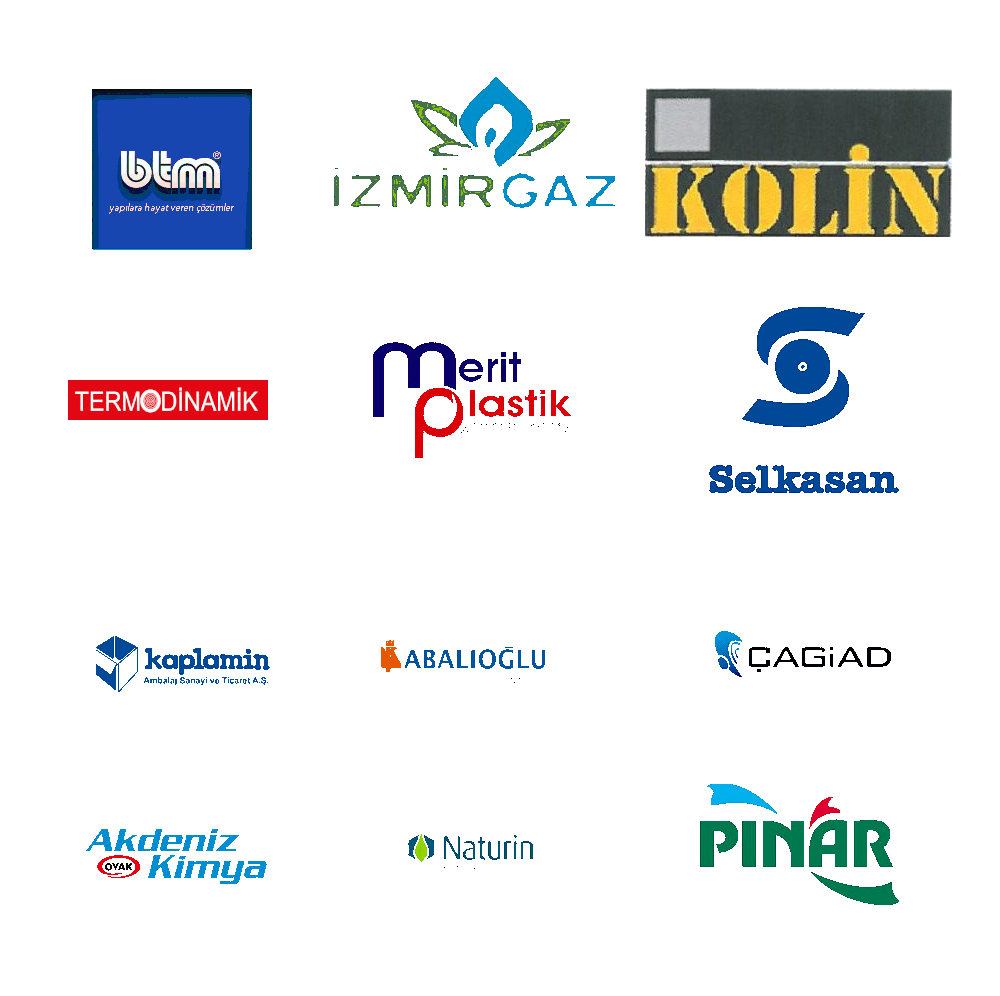 btm®
yapılara hayat veren çözümler
İZMİRGAZ
KOLİN
TERMODİNAMİK
merit
plastik
Selkasan
kaplamin
Ambalaj Sanayi ve Ticaret A.Ş.
ABALIOĞLU
ÇAGİAD
Akdeniz
OYAK
Kimya
Naturin
PINAR